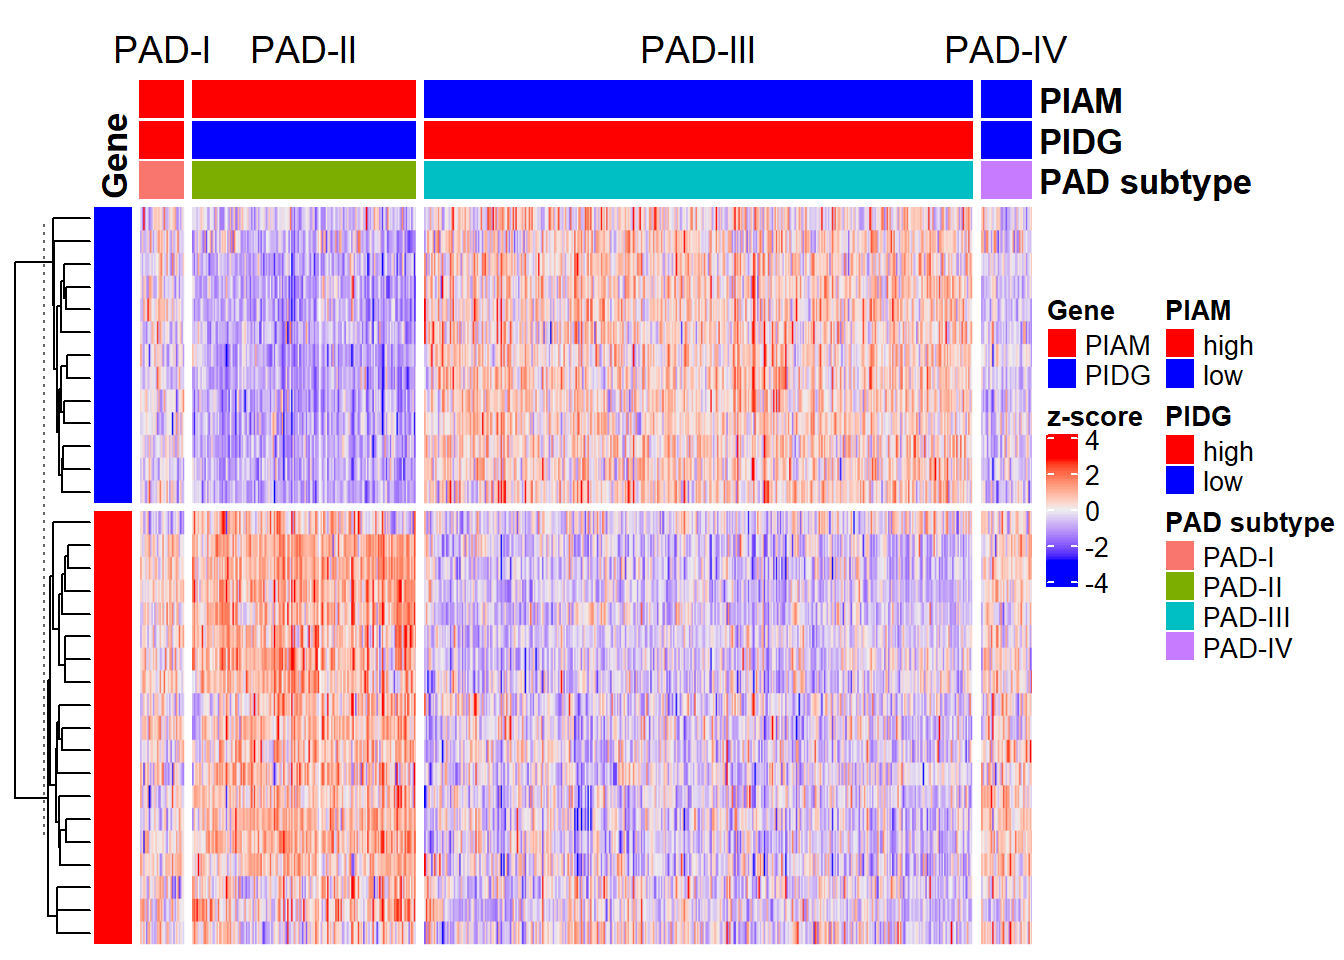 PAD-I PAD-II PAD-III PAD-IV
PIAM
PIDG
PAD subtype
Gene
Gene
PIAM
PIDG
z-score
4
2
0
-2
-4
PIAM
high
low
PIDG
high
low
PAD subtype
PAD-I
PAD-II
PAD-III
PAD-IV